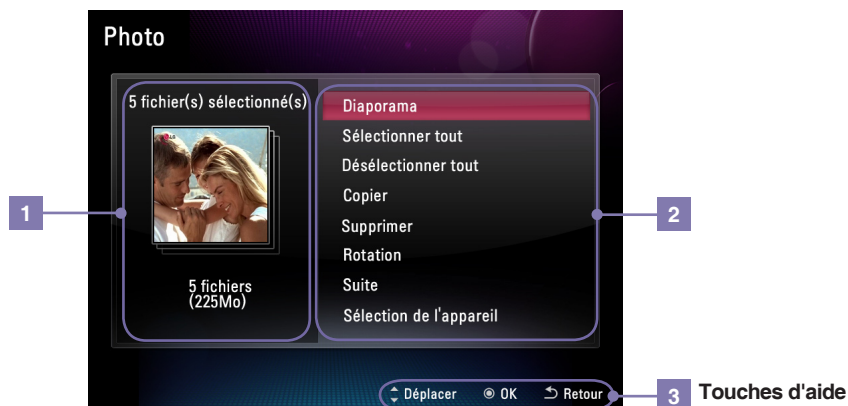 Photo
5 fichier(s) sélectionné(s)
5 fichiers
(225Mo)
Diaporama
Sélectionner tout
Désélectionner tout
Copier
Supprimer
Rotation
Suite
Sélection de l'appareil
Déplacer OK Retour
1
2
3 Touches d'aide